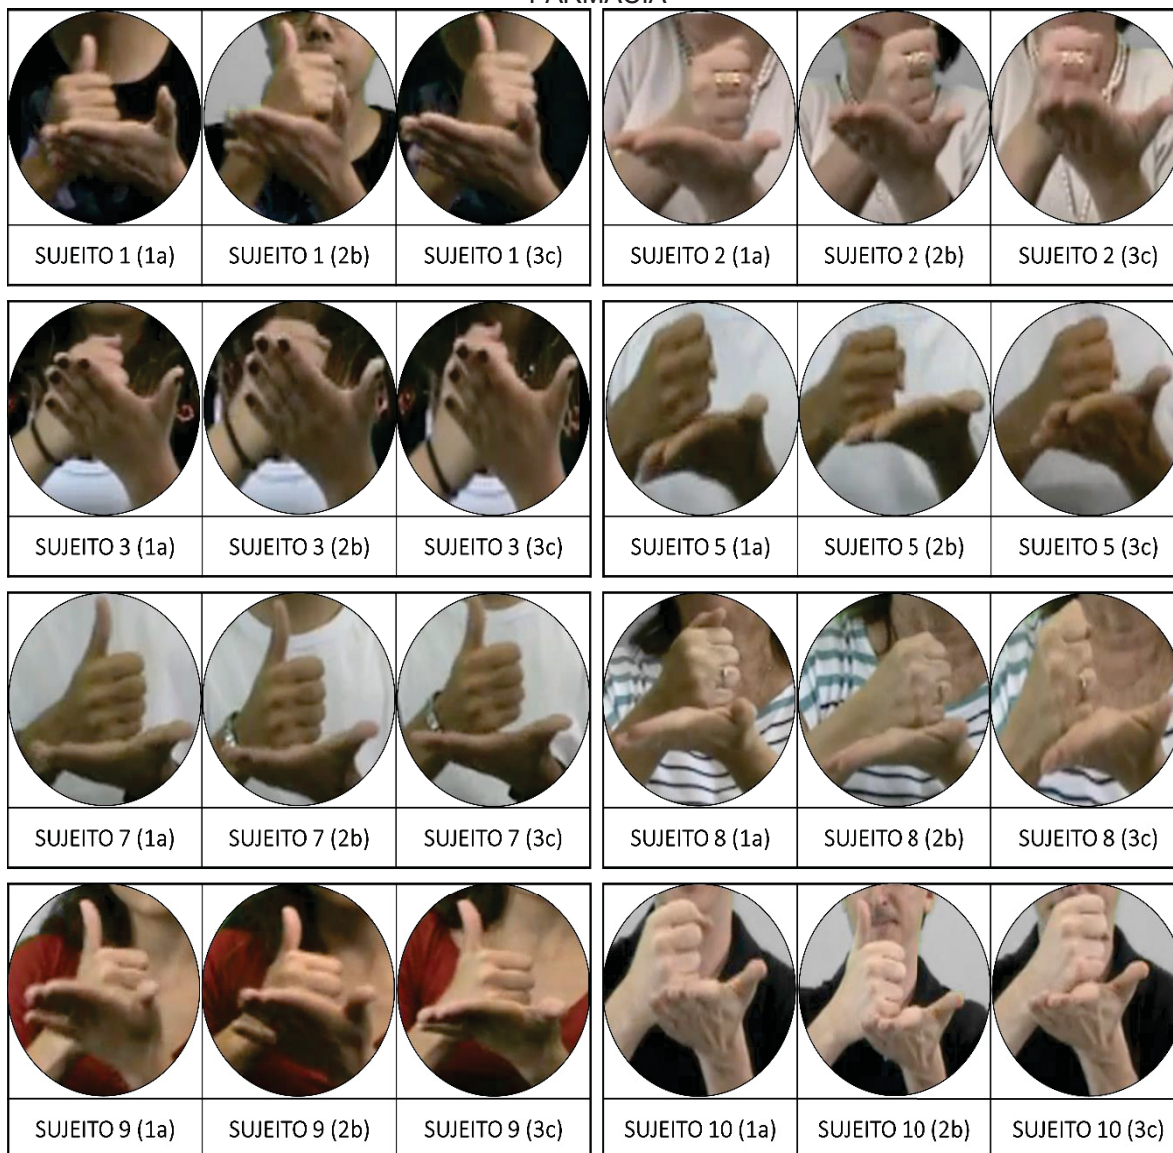 FARMÁCIA
SUJEITO 1 (1a) SUJEITO 1 (2b) SUJEITO 1 (3c) SUJEITO 2 (1a) SUJEITO 2 (2b) SUJEITO 2 (3c)
SUJEITO 3 (1a) SUJEITO 3 (2b) SUJEITO 3 (3c) SUJEITO 5 (1a) SUJEITO 5 (2b) SUJEITO 5 (3c)
SUJEITO 7 (1a) SUJEITO 7 (2b) SUJEITO 7 (3c) SUJEITO 8 (1a) SUJEITO 8 (2b) SUJEITO 8 (3c)
SUJEITO 9 (1a) SUJEITO 9 (2b) SUJEITO 9 (3c) SUJEITO 10 (1a) SUJEITO 10 (2b) SUJEITO 10 (3c)